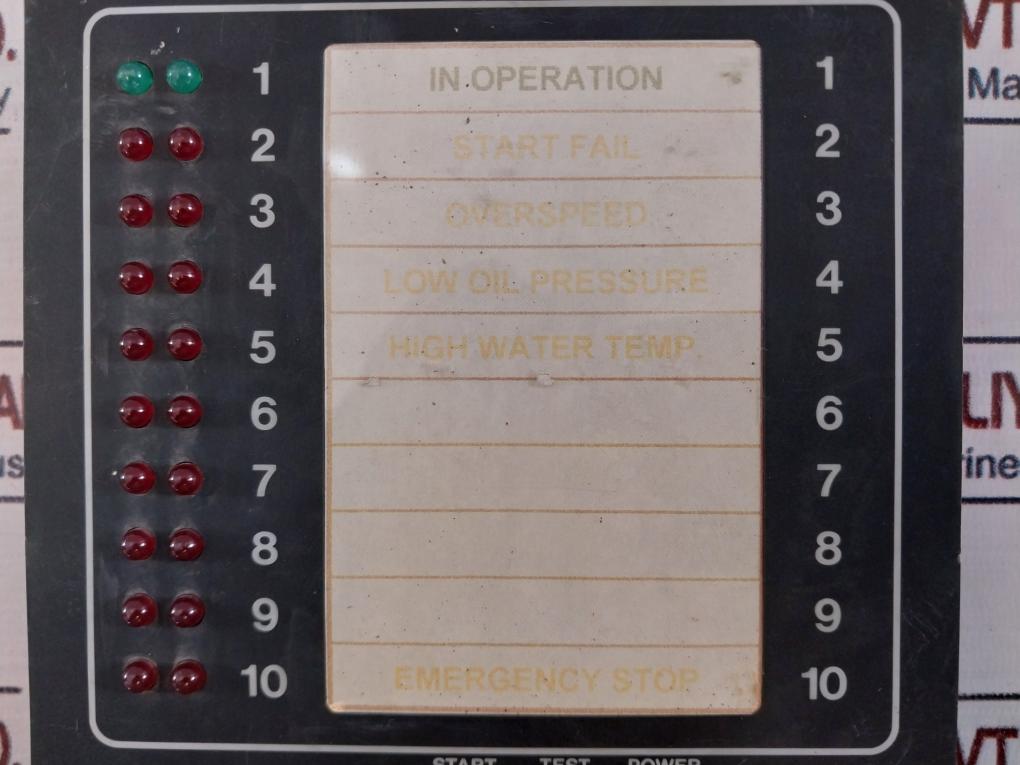 1 IN OPERATION 1
2 START FAIL 2
3 OVERSPEED 3
4 LOW OIL PRESSURE 4
5 HIGH WATER TEMP. 5
6 6
7 7
8 8
9 9
10 EMERGENCY STOP 10
START TEST POWER